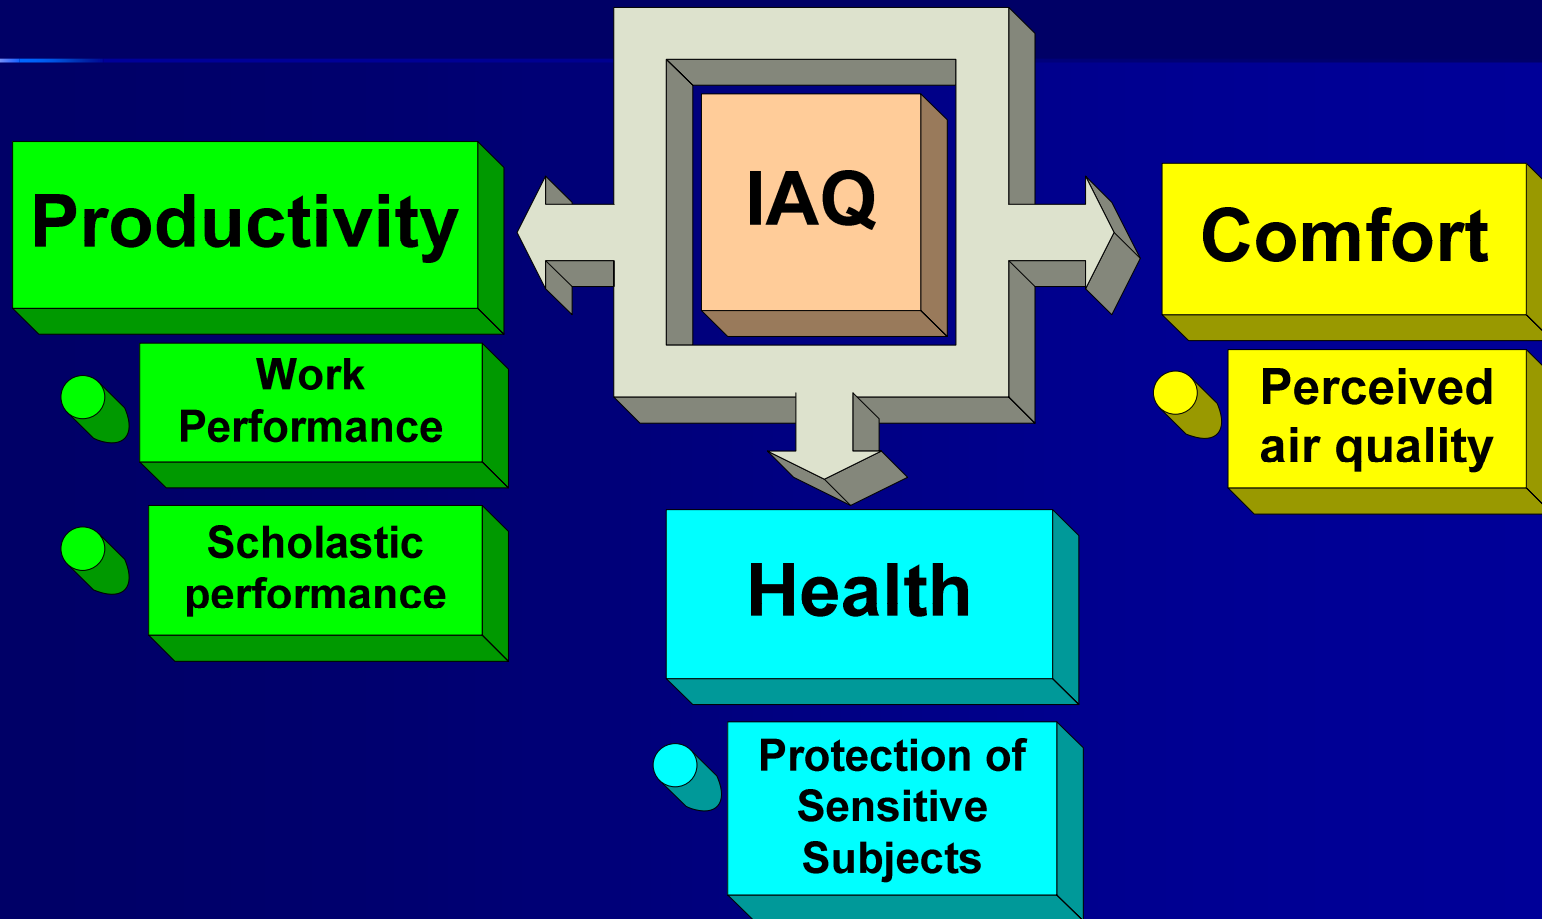 IAQ
Productivity
Work
Performance
Scholastic
performance
Health
Protection of
Sensitive
Subjects
Comfort
Perceived
air quality